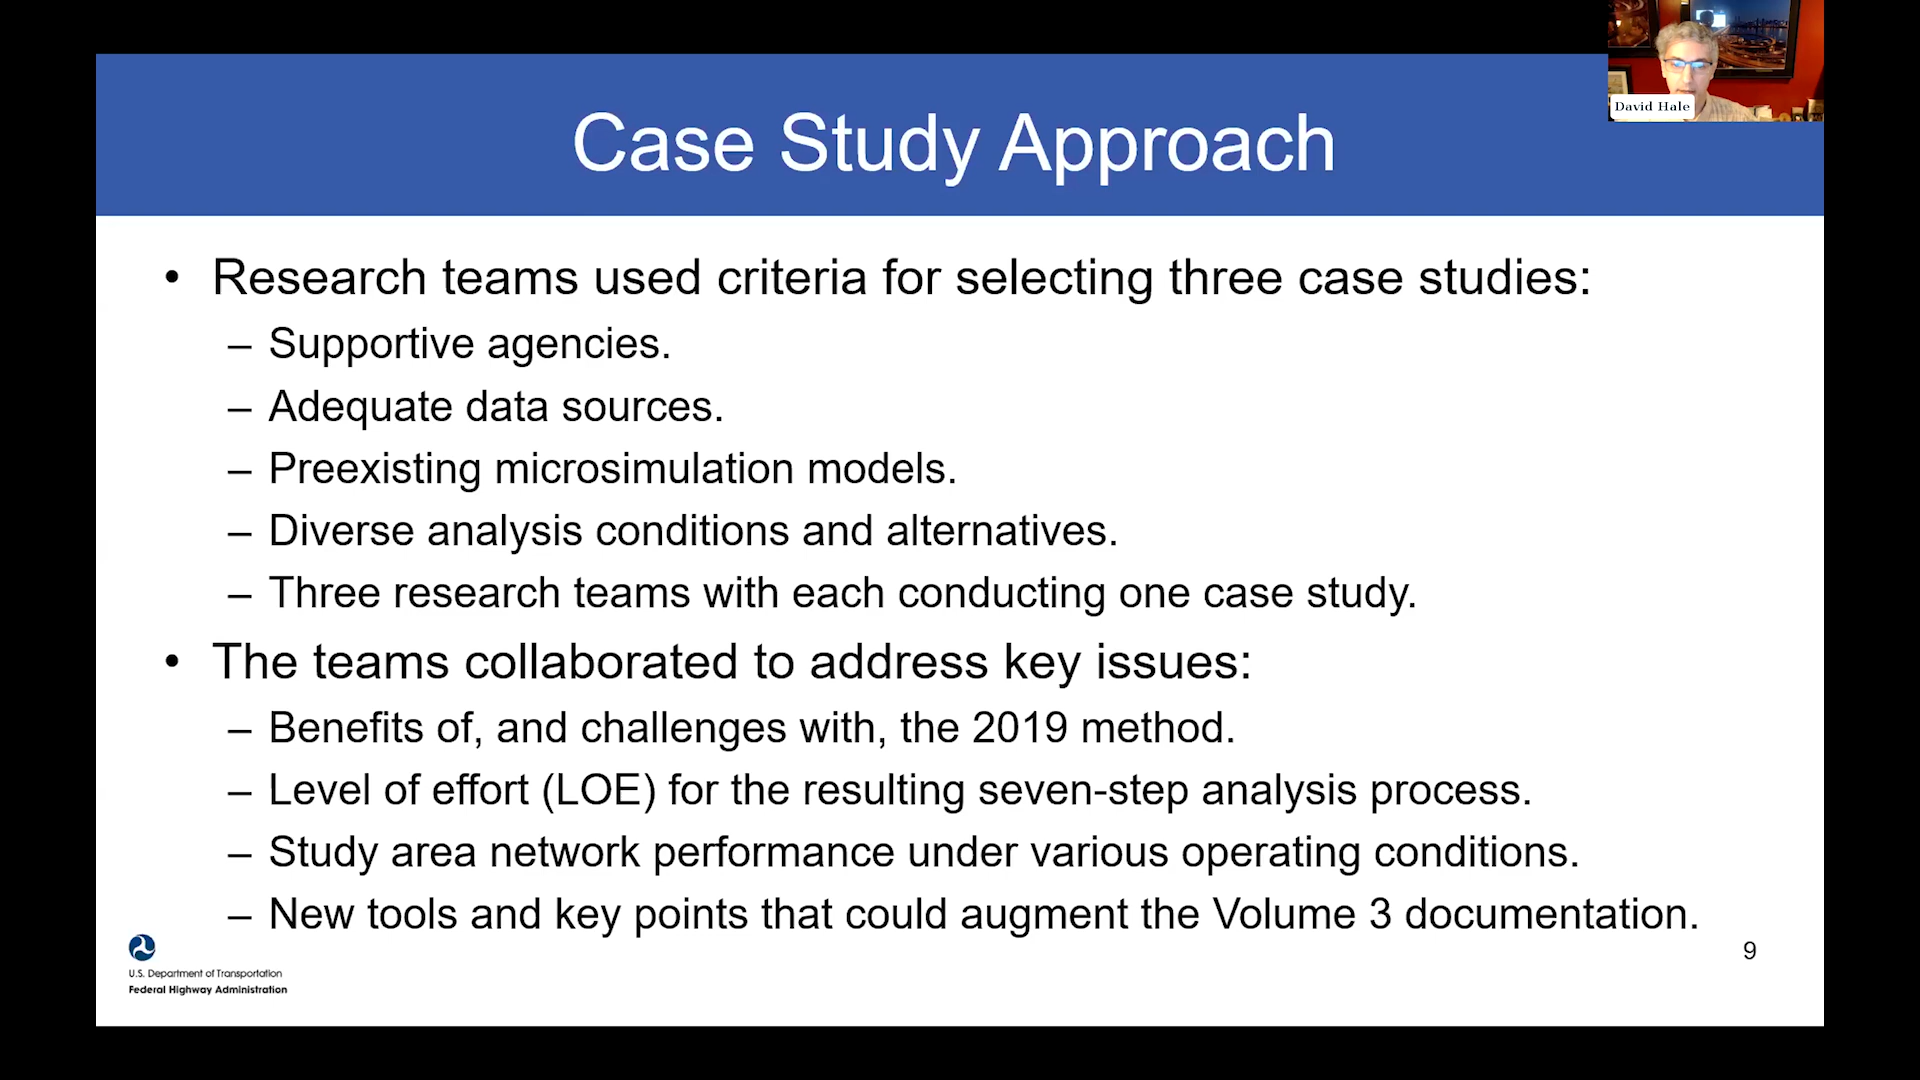 David Hale
Case Study Approach
• Research teams used criteria for selecting three case studies:
– Supportive agencies.
– Adequate data sources.
– Preexisting microsimulation models.
– Diverse analysis conditions and alternatives.
– Three research teams with each conducting one case study.
• The teams collaborated to address key issues:
– Benefits of, and challenges with, the 2019 method.
– Level of effort (LOE) for the resulting seven-step analysis process.
– Study area network performance under various operating conditions.
– New tools and key points that could augment the Volume 3 documentation.
U.S. Department of Transportation
Federal Highway Administration
9